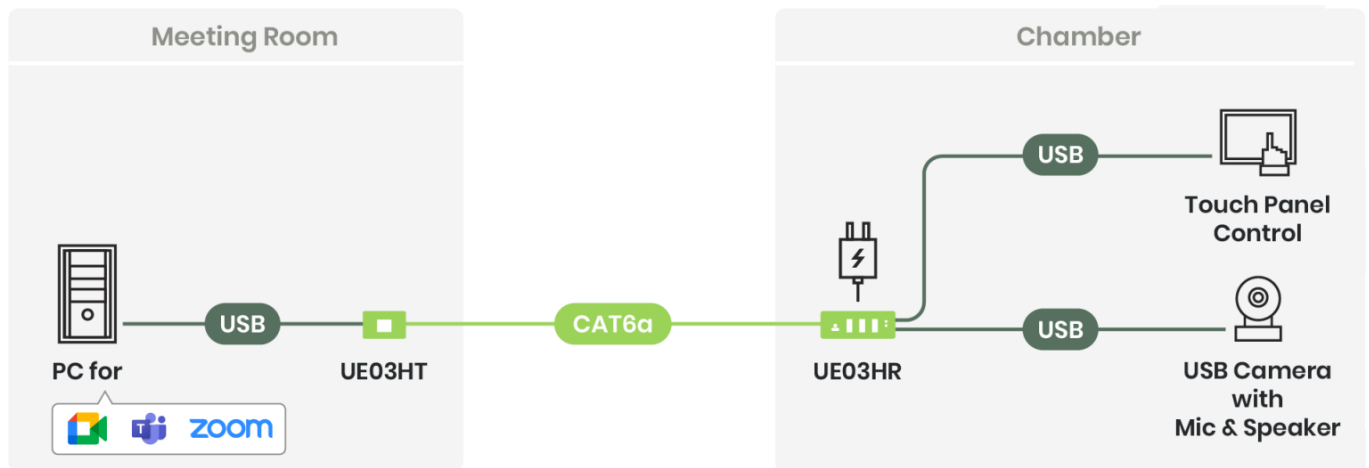 Meeting Room
Chamber
USB
Touch Panel
Control
USB
CAT6a
USB
PC for
UE03HT
UE03HR
USB Camera
with
Mic & Speaker
zoom